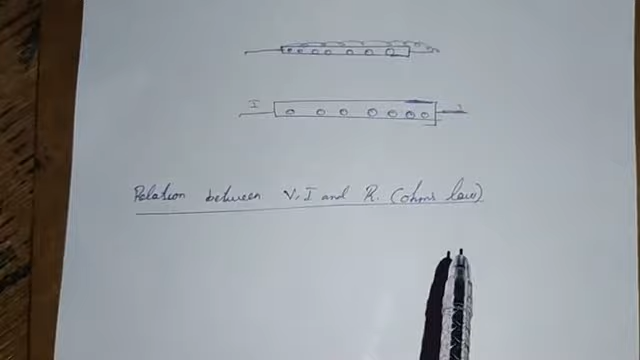 I
Relation between V, I and R. (ohms law)